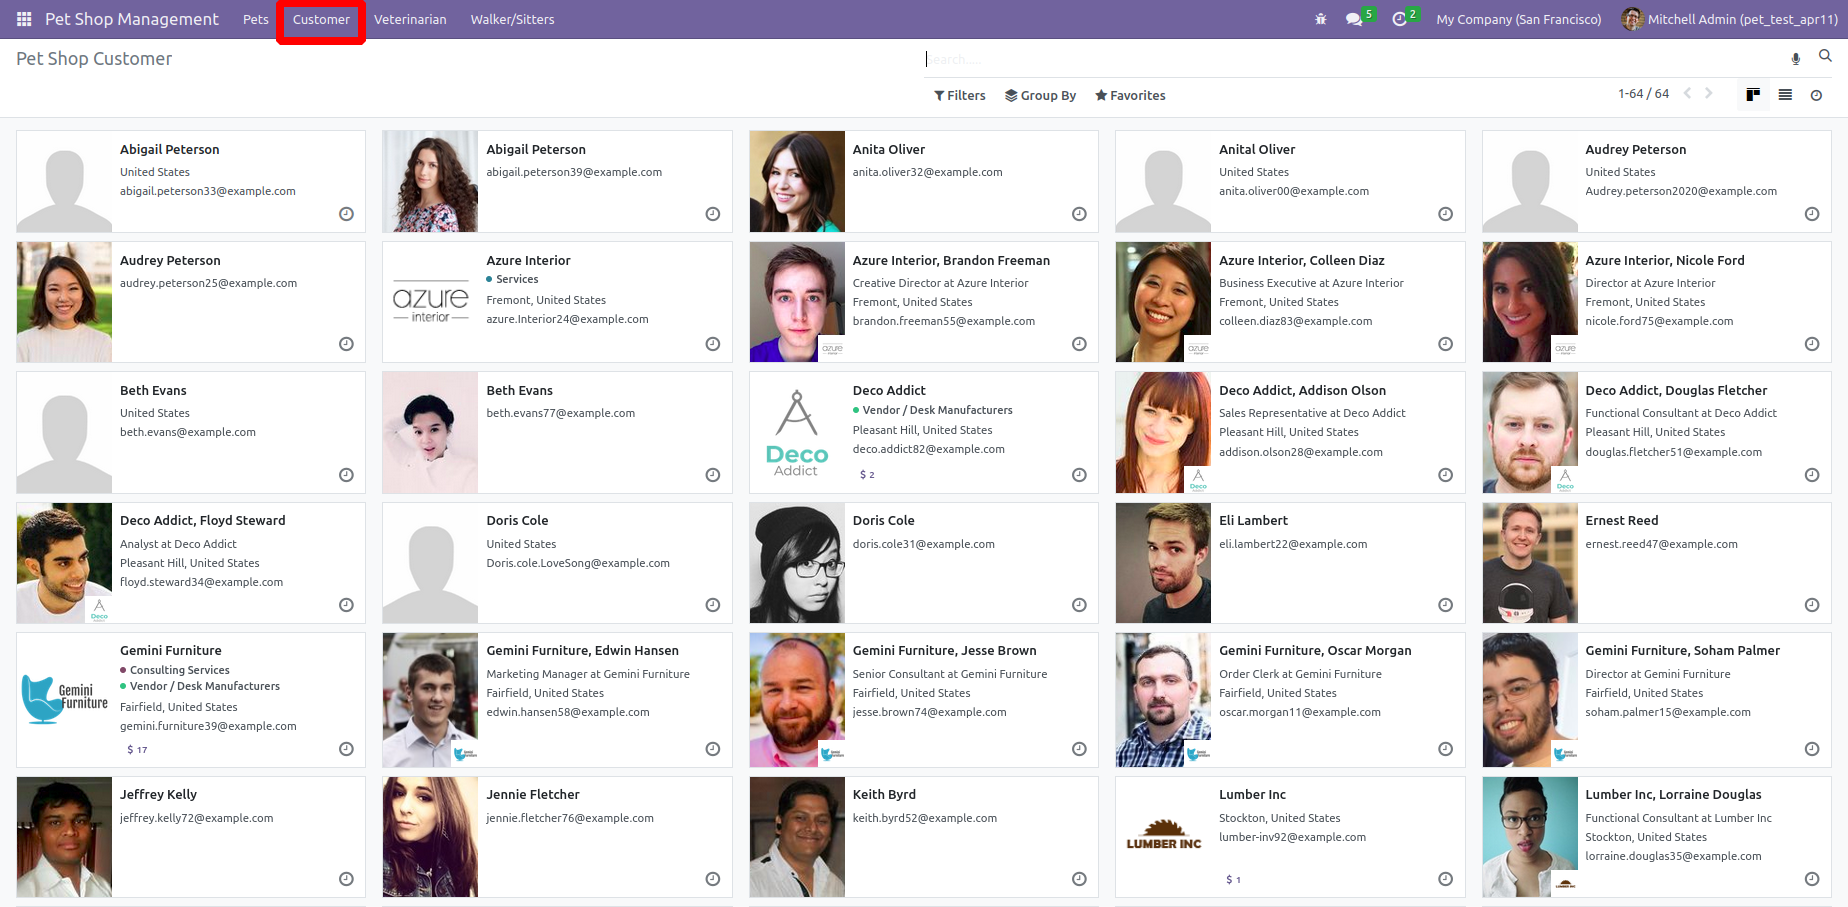 Pet Shop Management Pets Customer Veterinarian Walker/Sitters 5 2 My Company (San Francisco) Mitchell Admin (pet_test_apr11)
Pet Shop Customer Search.....
Filters Group By Favorites 1-64 / 64
Abigail Peterson
United States
abigail.peterson33@example.com
Abigail Peterson
abigail.peterson39@example.com
Anita Oliver
anita.oliver32@example.com
Anital Oliver
United States
anita.oliver00@example.com
Audrey Peterson
United States
Audrey.peterson2020@example.com
Audrey Peterson
audrey.peterson25@example.com
azure
interior
Azure Interior
Services
Fremont, United States
azure.Interior24@example.com
Azure Interior, Brandon Freeman
Creative Director at Azure Interior
Fremont, United States
brandon.freeman55@example.com
azure
Azure Interior, Colleen Diaz
Business Executive at Azure Interior
Fremont, United States
colleen.diaz83@example.com
azure
Azure Interior, Nicole Ford
Director at Azure Interior
Fremont, United States
nicole.ford75@example.com
azure
Beth Evans
United States
beth.evans@example.com
Beth Evans
beth.evans77@example.com
Deco
Addict
Deco Addict
Vendor / Desk Manufacturers
Pleasant Hill, United States
deco.addict82@example.com
$ 2
Deco Addict, Addison Olson
Sales Representative at Deco Addict
Pleasant Hill, United States
addison.olson28@example.com
Deco
Deco Addict, Douglas Fletcher
Functional Consultant at Deco Addict
Pleasant Hill, United States
douglas.fletcher51@example.com
Deco
Deco Addict, Floyd Steward
Analyst at Deco Addict
Pleasant Hill, United States
floyd.steward34@example.com
Deco
Doris Cole
United States
Doris.cole.LoveSong@example.com
Doris Cole
doris.cole31@example.com
Eli Lambert
eli.lambert22@example.com
Ernest Reed
ernest.reed47@example.com
Gemini
Furniture
Gemini Furniture
Consulting Services
Vendor / Desk Manufacturers
Fairfield, United States
gemini.furniture39@example.com
$ 17
Gemini Furniture, Edwin Hansen
Marketing Manager at Gemini Furniture
Fairfield, United States
edwin.hansen58@example.com
Gemini Furniture, Jesse Brown
Senior Consultant at Gemini Furniture
Fairfield, United States
jesse.brown74@example.com
Gemini Furniture, Oscar Morgan
Order Clerk at Gemini Furniture
Fairfield, United States
oscar.morgan11@example.com
Gemini Furniture, Soham Palmer
Director at Gemini Furniture
Fairfield, United States
soham.palmer15@example.com
Jeffrey Kelly
jeffrey.kelly72@example.com
Jennie Fletcher
jennie.fletcher76@example.com
Keith Byrd
keith.byrd52@example.com
LUMBER INC
Lumber Inc
Stockton, United States
lumber-inv92@example.com
$ 1
Lumber Inc, Lorraine Douglas
Functional Consultant at Lumber Inc
Stockton, United States
lorraine.douglas35@example.com
LUMBER INC